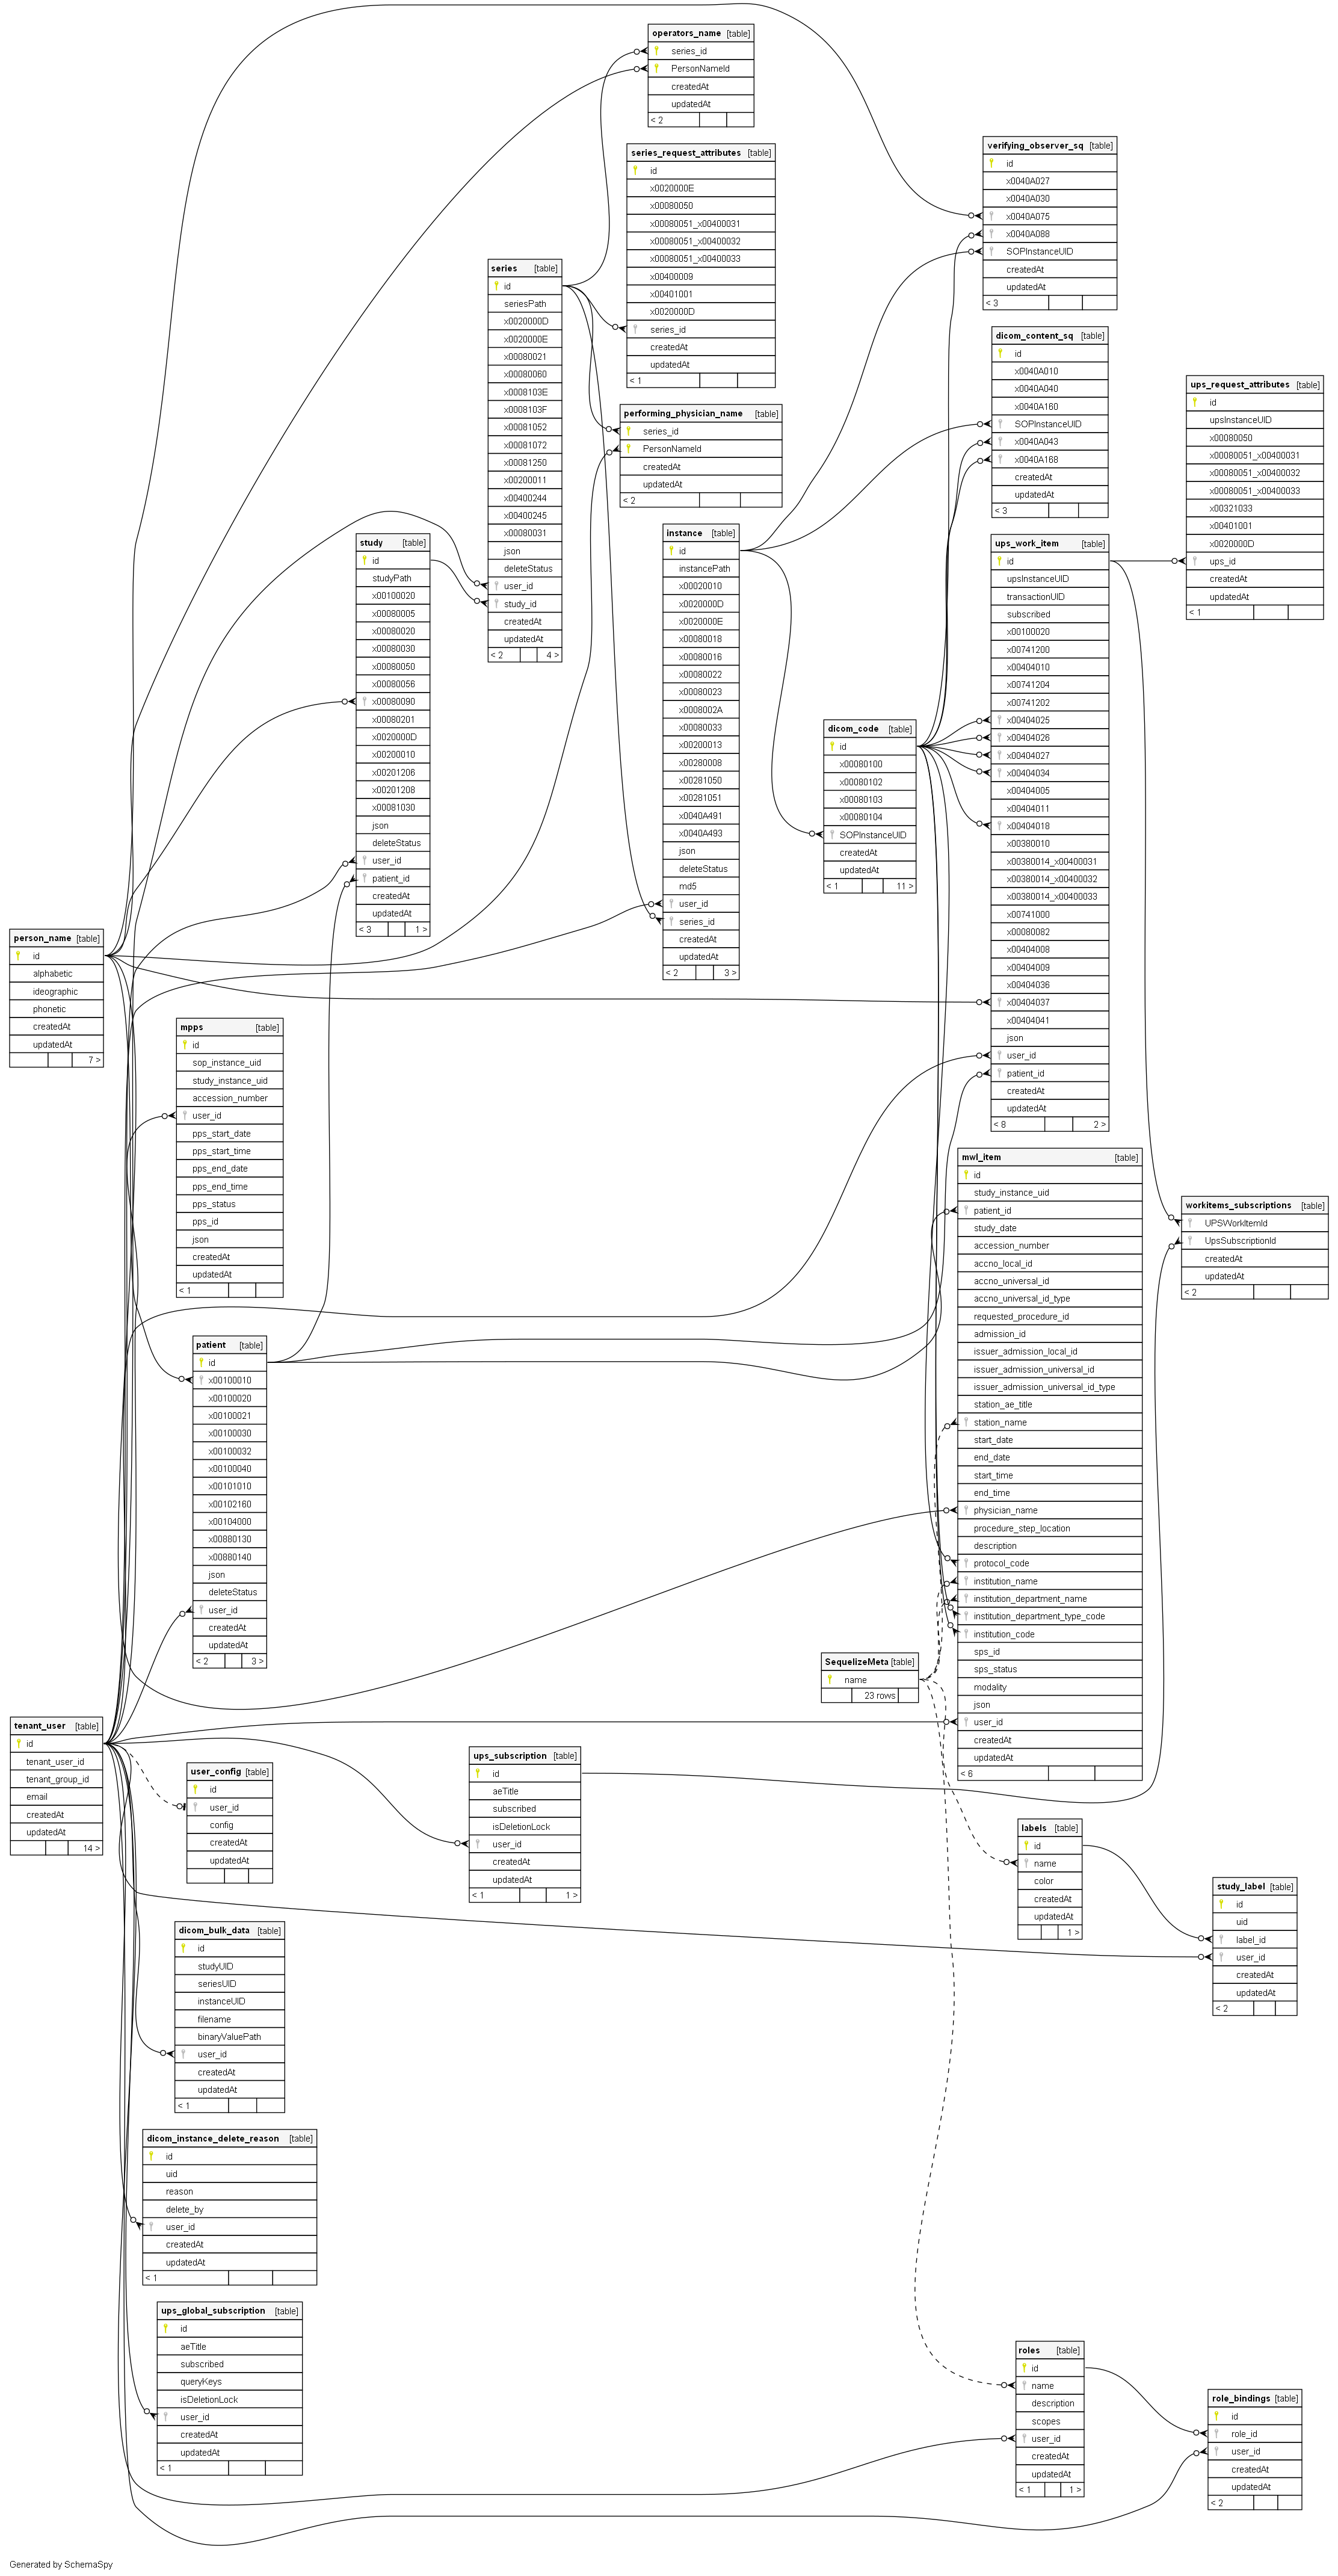 operators_name [table]
series_id
PersonNameId
createdAt
updatedAt
< 2
verifying_observer_sq [table]
id
x0040A027
x0040A030
x0040A075
x0040A088
SOPInstanceUID
createdAt
updatedAt
< 3
series_request_attributes [table]
id
x0020000E
x00080050
x00080051_x00400031
x00080051_x00400032
x00080051_x00400033
x00400009
x00401001
x0020000D
series_id
createdAt
updatedAt
< 1
series [table]
id
seriesPath
x0020000D
x0020000E
x00080021
x00080060
x0008103E
x0008103F
x00081052
x00081072
x00081250
x00200011
x00400244
x00400245
x00080031
json
deleteStatus
user_id
study_id
createdAt
updatedAt
< 2 4 >
dicom_content_sq [table]
id
x0040A010
x0040A040
x0040A160
SOPInstanceUID
x0040A043
x0040A168
createdAt
updatedAt
< 3
ups_request_attributes [table]
id
upsInstanceUID
x00080050
x00080051_x00400031
x00080051_x00400032
x00080051_x00400033
x00321033
x00401001
x0020000D
ups_id
createdAt
updatedAt
< 1
performing_physician_name [table]
series_id
PersonNameId
createdAt
updatedAt
< 2
instance [table]
id
instancePath
x00020010
x0020000D
x0020000E
x00080018
x00080016
x00080022
x00080023
x0008002A
x00080033
x00200013
x00280008
x00281050
x00281051
x0040A491
x0040A493
json
deleteStatus
md5
user_id
series_id
createdAt
updatedAt
< 2 3 >
study [table]
id
studyPath
x00100020
x00080005
x00080020
x00080030
x00080050
x00080056
x00080090
x00080201
x0020000D
x00200010
x00201206
x00201208
x00081030
json
deleteStatus
user_id
patient_id
createdAt
updatedAt
< 3 1 >
ups_work_item [table]
id
upsInstanceUID
transactionUID
subscribed
x00100020
x00741200
x00404010
x00741204
x00741202
x00404025
x00404026
x00404027
x00404034
x00404005
x00404011
x00404018
x00380010
x00380014_x00400031
x00380014_x00400032
x00380014_x00400033
x00741000
x00080082
x00404008
x00404009
x00404036
x00404037
x00404041
json
user_id
patient_id
createdAt
updatedAt
< 8 2 >
dicom_code [table]
id
x00080100
x00080102
x00080103
x00080104
SOPInstanceUID
createdAt
updatedAt
< 1 11 >
person_name [table]
id
alphabetic
ideographic
phonetic
createdAt
updatedAt
7 >
mpps [table]
id
sop_instance_uid
study_instance_uid
accession_number
user_id
pps_start_date
pps_start_time
pps_end_date
pps_end_time
pps_status
pps_id
json
createdAt
updatedAt
< 1
mwl_item [table]
id
study_instance_uid
patient_id
study_date
accession_number
accno_local_id
accno_universal_id
accno_universal_id_type
requested_procedure_id
admission_id
issuer_admission_local_id
issuer_admission_universal_id
issuer_admission_universal_id_type
station_ae_title
station_name
start_date
end_date
start_time
end_time
physician_name
procedure_step_location
description
protocol_code
institution_name
institution_department_name
institution_department_type_code
institution_code
sps_id
sps_status
modality
json
user_id
createdAt
updatedAt
< 6
workitems_subscriptions [table]
UPSWorkItemId
UpsSubscriptionId
createdAt
updatedAt
< 2
patient [table]
id
x00100010
x00100020
x00100021
x00100030
x00100032
x00100040
x00101010
x00102160
x00104000
x00880130
x00880140
json
deleteStatus
user_id
createdAt
updatedAt
< 2 3 >
SequelizeMeta [table]
name
23 rows
tenant_user [table]
id
tenant_user_id
tenant_group_id
email
createdAt
updatedAt
14 >
user_config [table]
id
user_id
config
createdAt
updatedAt
ups_subscription [table]
id
aeTitle
subscribed
isDeletionLock
user_id
createdAt
updatedAt
< 1 1 >
labels [table]
id
name
color
createdAt
updatedAt
1 >
study_label [table]
id
uid
label_id
user_id
createdAt
updatedAt
< 2
dicom_bulk_data [table]
id
studyUID
seriesUID
instanceUID
filename
binaryValuePath
user_id
createdAt
updatedAt
< 1
dicom_instance_delete_reason [table]
id
uid
reason
delete_by
user_id
createdAt
updatedAt
< 1
ups_global_subscription [table]
id
aeTitle
subscribed
queryKeys
isDeletionLock
user_id
createdAt
updatedAt
< 1
roles [table]
id
name
description
scopes
user_id
createdAt
updatedAt
< 1 1 >
role_bindings [table]
id
role_id
user_id
createdAt
updatedAt
< 2
Generated by SchemaSpy